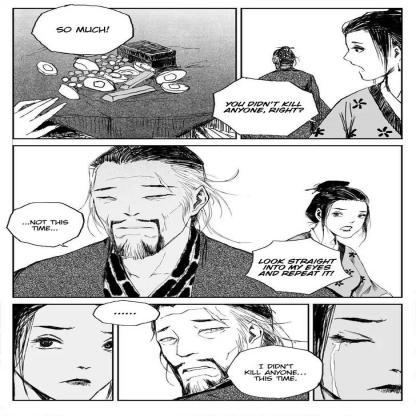 SO MUCH!
YOU DIDN'T KILL
ANYONE, RIGHT?
...NOT THIS
TIME...
LOOK STRAIGHT
INTO MY EYES
AND REPEAT IT!
......
I DIDN'T
KILL ANYONE...
THIS TIME.